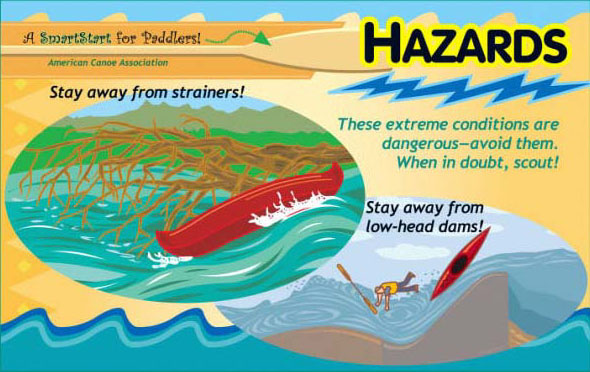 A SmartStart for Paddlers!
American Canoe Association
HAZARDS
Stay away from strainers!
These extreme conditions are
dangerous—avoid them.
When in doubt, scout!
Stay away from
low-head dams!